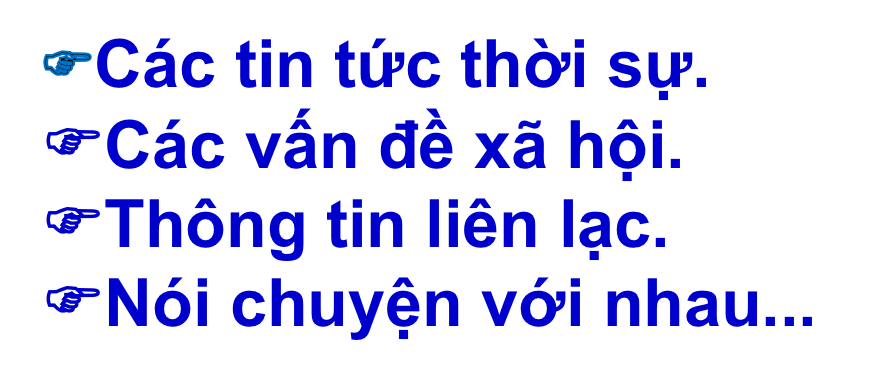 ☞Các tin tức thời sự.
☞Các vấn đề xã hội.
☞Thông tin liên lạc.
☞Nói chuyện với nhau...